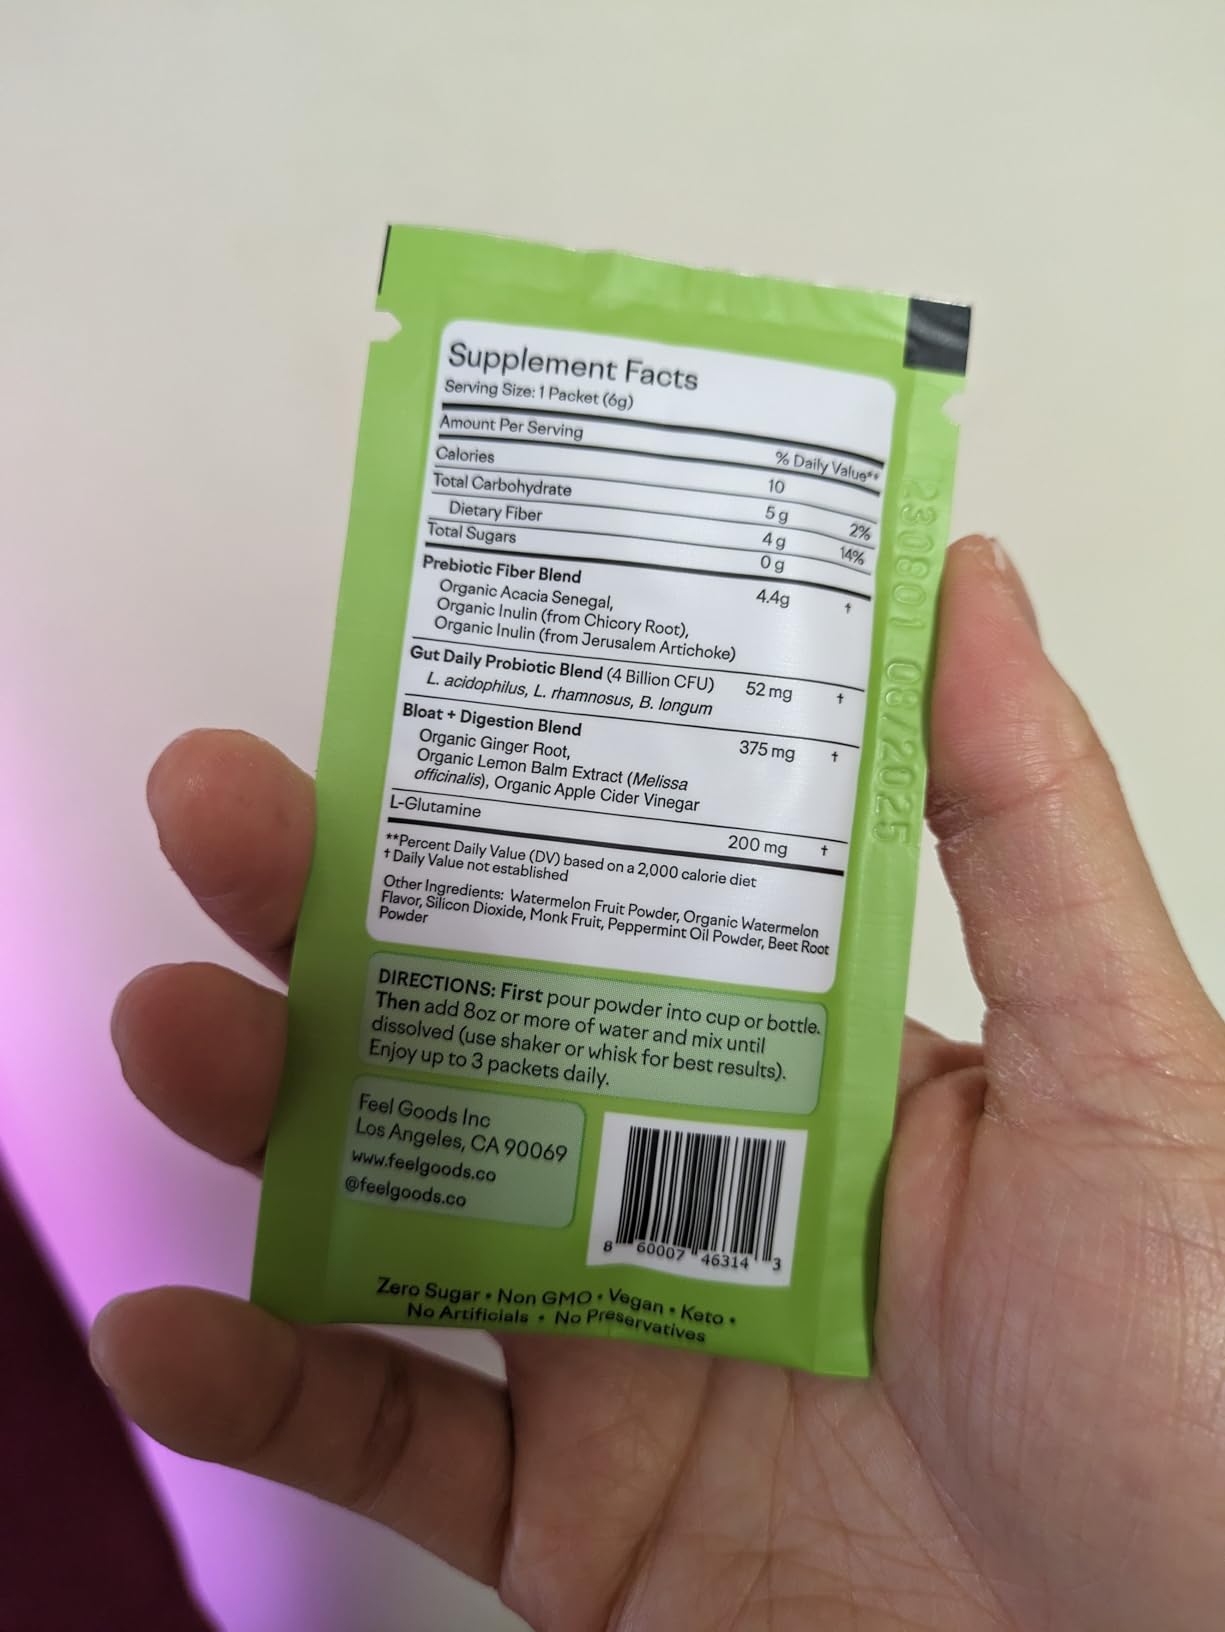 Supplement Facts
Serving Size: 1 Packet (6g)
Amount Per Serving
% Daily Value**
Calories 10
Total Carbohydrate 5 g 2%
Dietary Fiber 4 g 14%
Total Sugars 0 g
Prebiotic Fiber Blend 4.4g †
Organic Acacia Senegal,
Organic Inulin (from Chicory Root),
Organic Inulin (from Jerusalem Artichoke)
Gut Daily Probiotic Blend (4 Billion CFU) 52 mg †
L. acidophilus, L. rhamnosus, B. longum
Bloat + Digestion Blend 375 mg †
Organic Ginger Root,
Organic Lemon Balm Extract (Melissa
officinalis), Organic Apple Cider Vinegar
L-Glutamine 200 mg †
**Percent Daily Value (DV) based on a 2,000 calorie diet
† Daily Value not established
Other Ingredients: Watermelon Fruit Powder, Organic Watermelon
Flavor, Silicon Dioxide, Monk Fruit, Peppermint Oil Powder, Beet Root
Powder
DIRECTIONS: First pour powder into cup or bottle.
Then add 8oz or more of water and mix until
dissolved (use shaker or whisk for best results).
Enjoy up to 3 packets daily.
Feel Goods Inc
Los Angeles, CA 90069
www.feelgoods.co
@feelgoods.co
8 60007 46314 3
Zero Sugar • Non GMO • Vegan • Keto •
No Artificials • No Preservatives
230801 08/2025